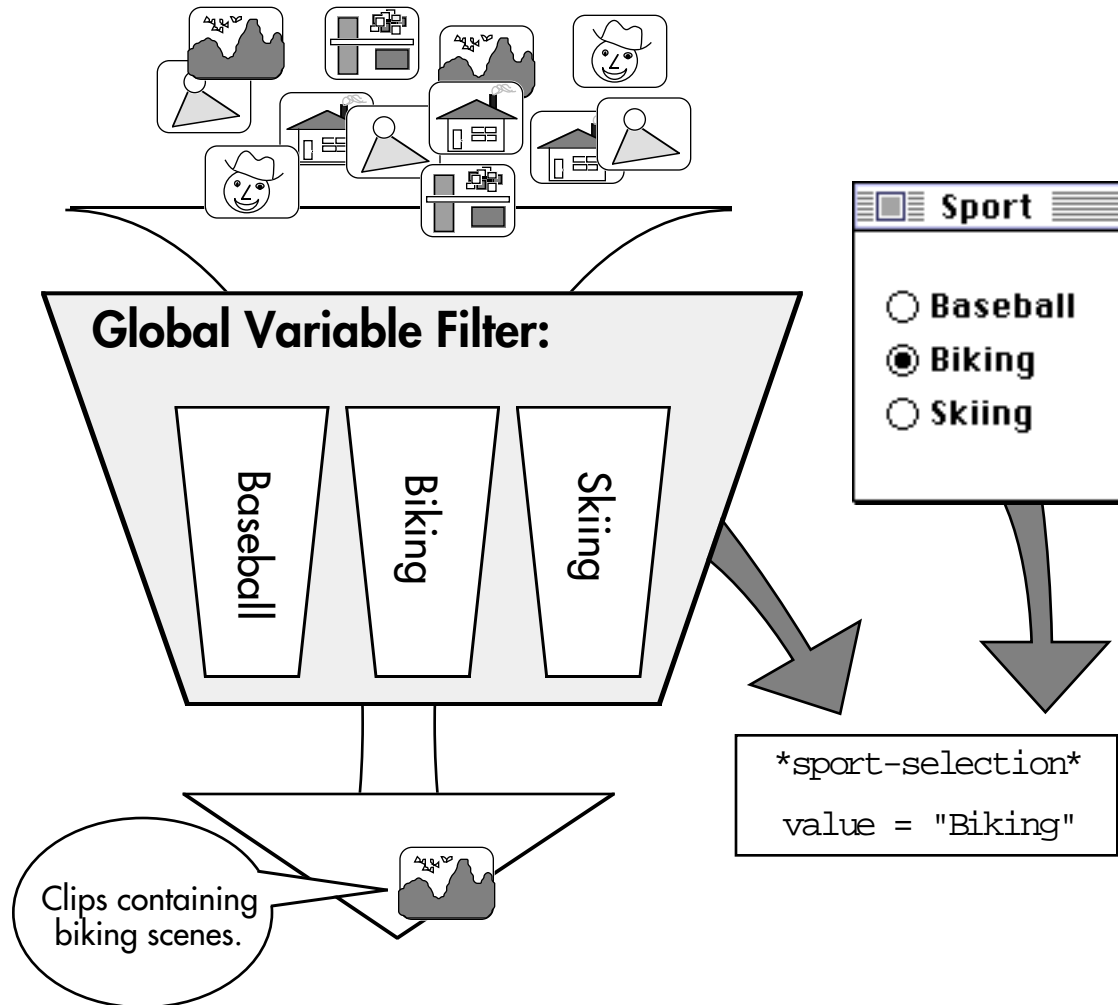 Sport
Baseball
Biking
Skiing
Global Variable Filter:
Baseball
Biking
Skiing
*sport-selection*
value = "Biking"
Clips containing
biking scenes.